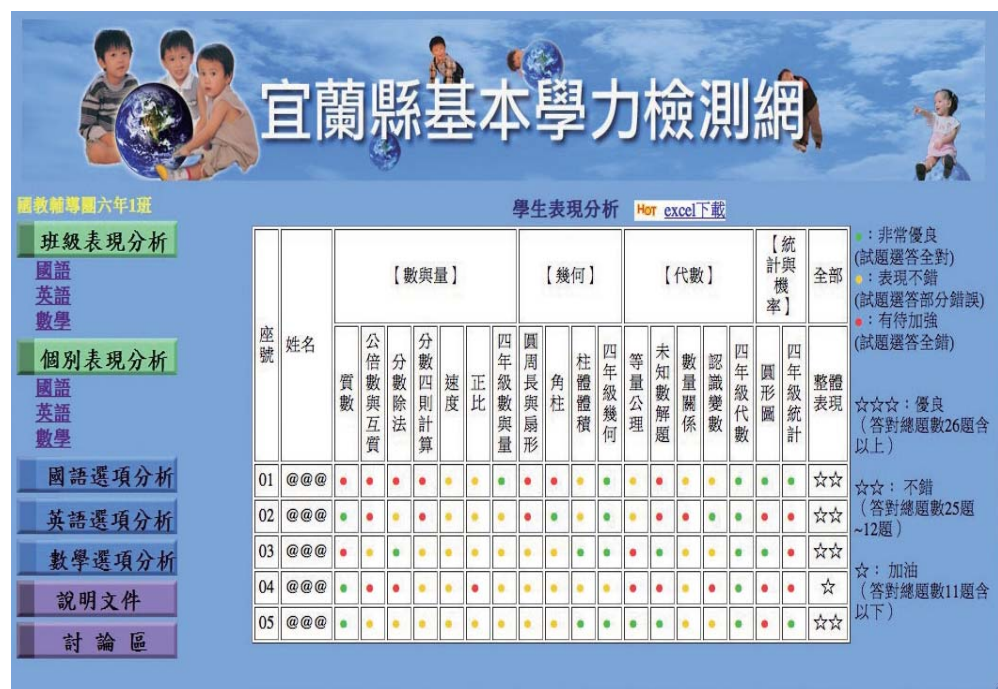 宜蘭縣基本學力檢測網
國教輔導團六年1班
班級表現分析
國語
英語
數學
個別表現分析
國語
英語
數學
國語選項分析
英語選項分析
數學選項分析
說明文件
討論區
學生表現分析 HOT excel下載
座號 姓名 【數與量】 【幾何】 【代數】 【統計與機率】 全部
質數 公倍數與互質 分數除法 分數四則計算 速度 正比 四年級數與量 圓周長與扇形 角柱 柱體體積 四年級幾何 等量公理 未知數解題 數量關係 認識變數 四年級代數 圓形圖 四年級統計 整體表現
01 @@@ ☆☆
02 @@@ ☆☆
03 @@@ ☆☆
04 @@@ ☆
05 @@@ ☆☆
：非常優良
(試題選答全對)
：表現不錯
(試題選答部分錯誤)
：有待加強
(試題選答全錯)
☆☆☆：優良
（答對總題數26題含
以上）
☆☆：不錯
（答對總題數25題
~12題）
☆：加油
（答對總題數11題含
以下）